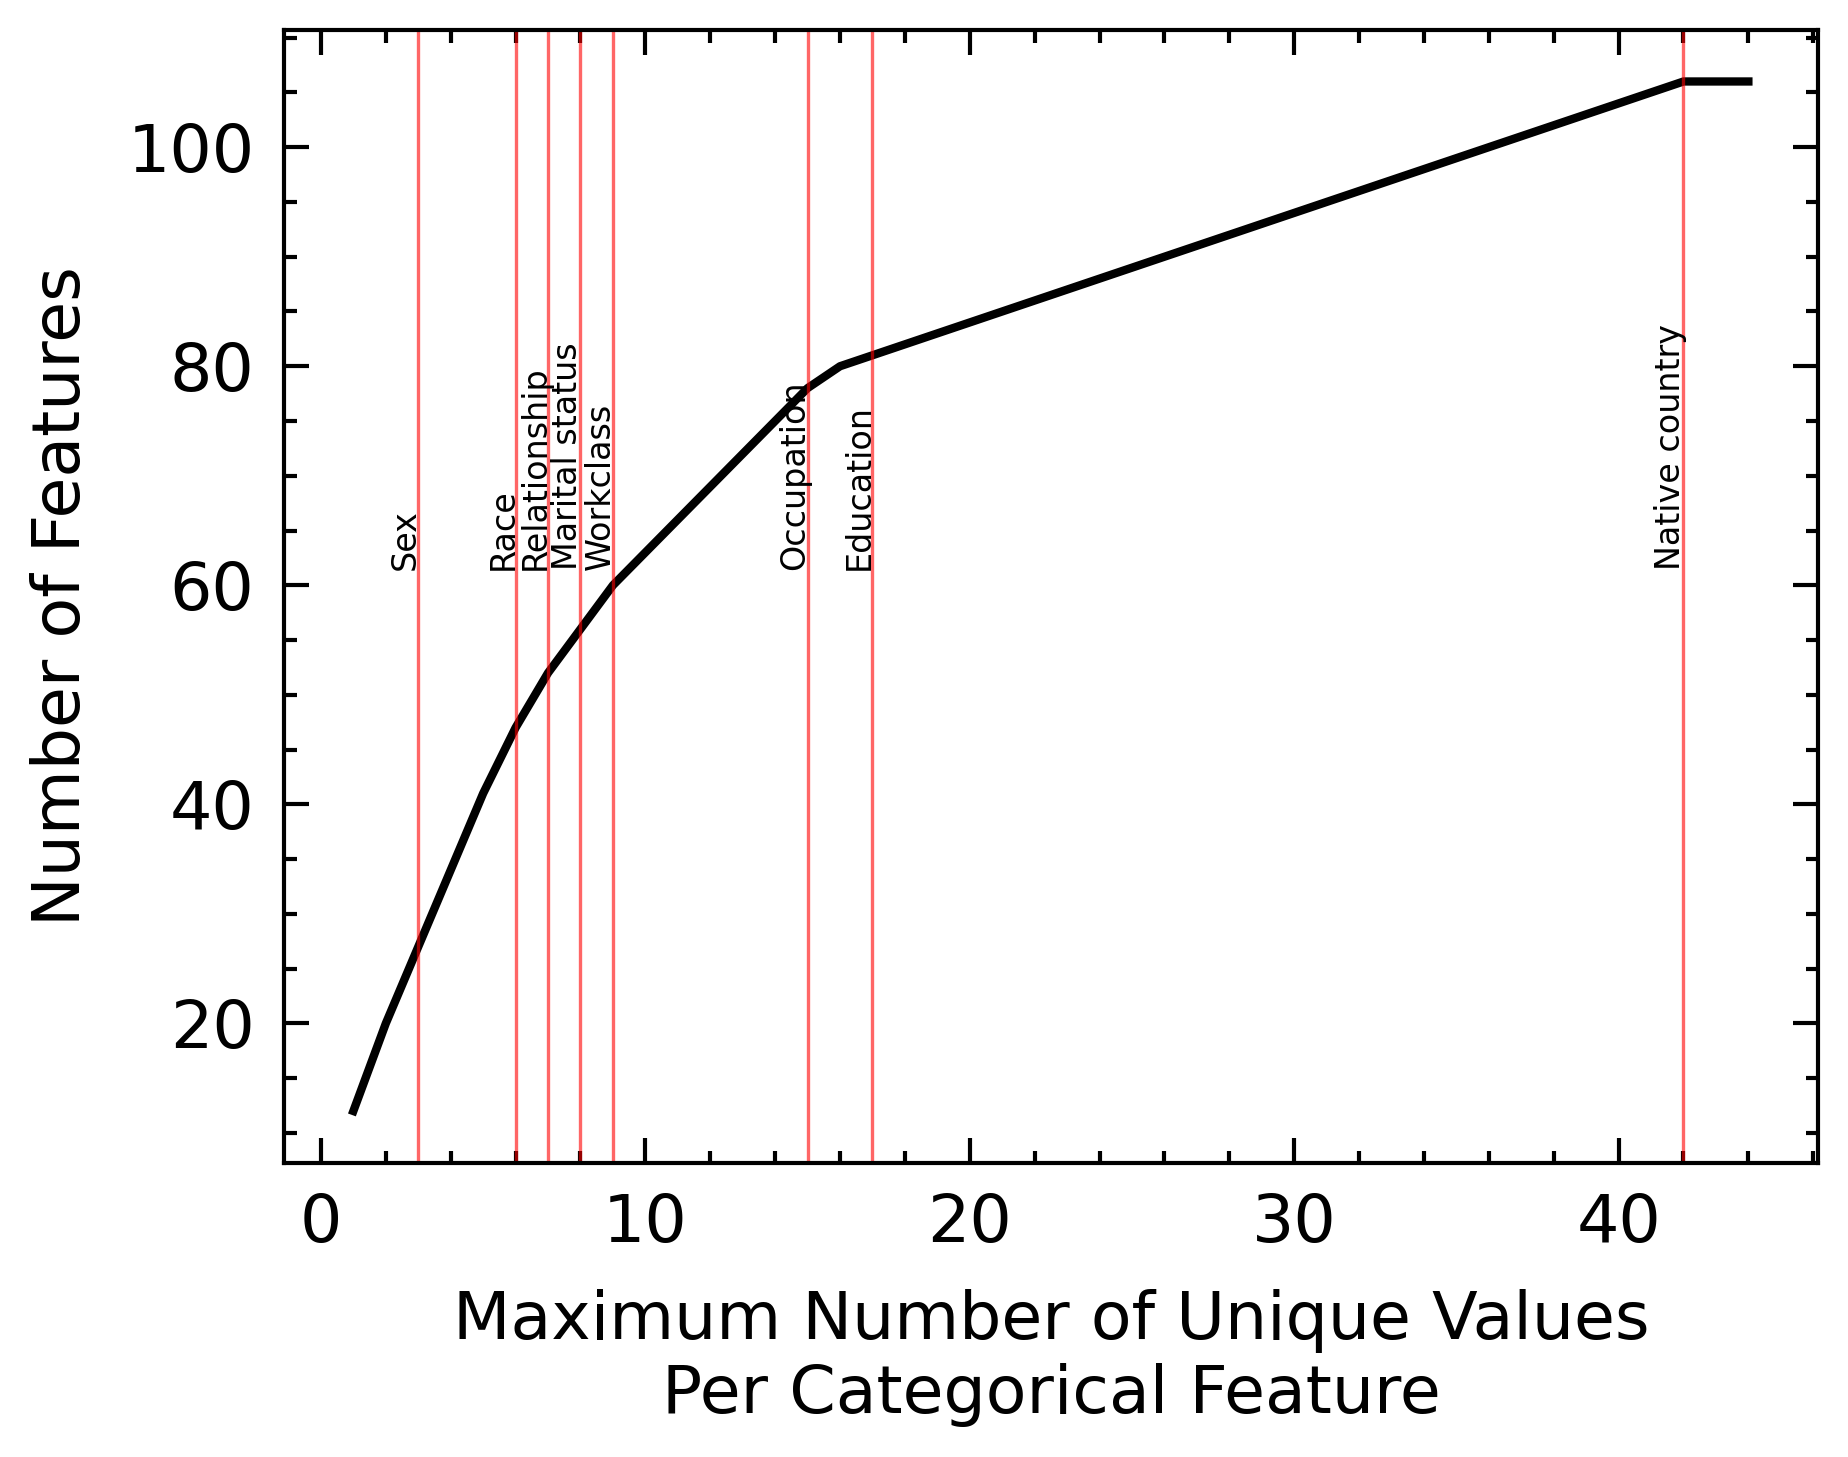 100
80
60
40
20
Number of Features
Sex
Race
Relationship
Marital status
Workclass
Occupation
Education
Native country
0 10 20 30 40
Maximum Number of Unique Values
Per Categorical Feature